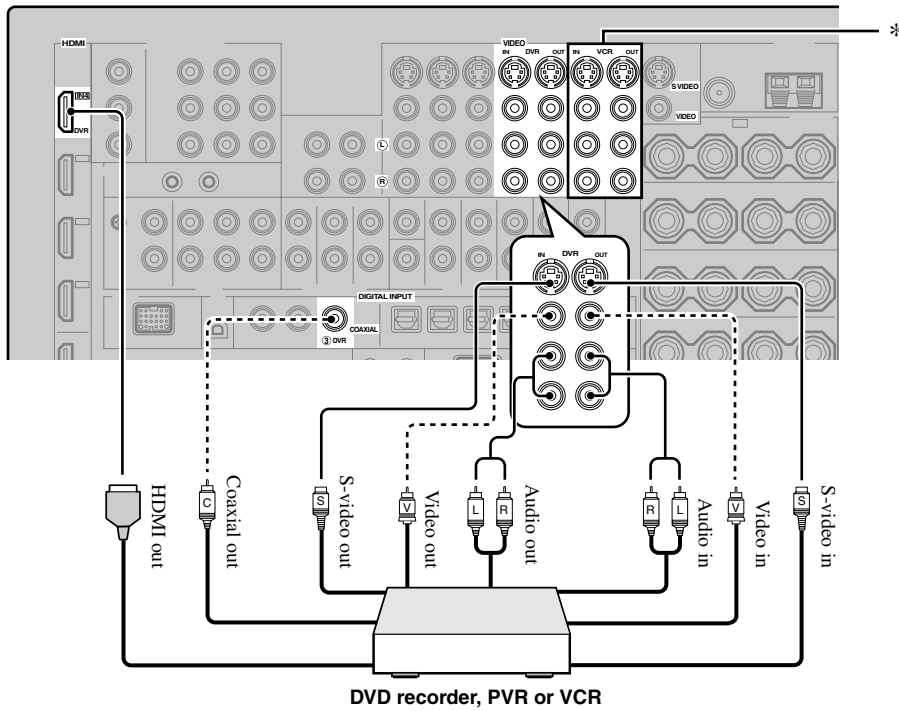 *
HDMI
VIDEO
IN DVR OUT
IN VCR OUT
S VIDEO
IN4
VIDEO
DVR
L
R
IN DVR OUT
DIGITAL INPUT
COAXIAL
3 DVR
HDMI out
C
Coaxial out
S
S-video out
V
Video out
L
R
Audio out
R
L
Audio in
V
Video in
S
S-video in
DVD recorder, PVR or VCR